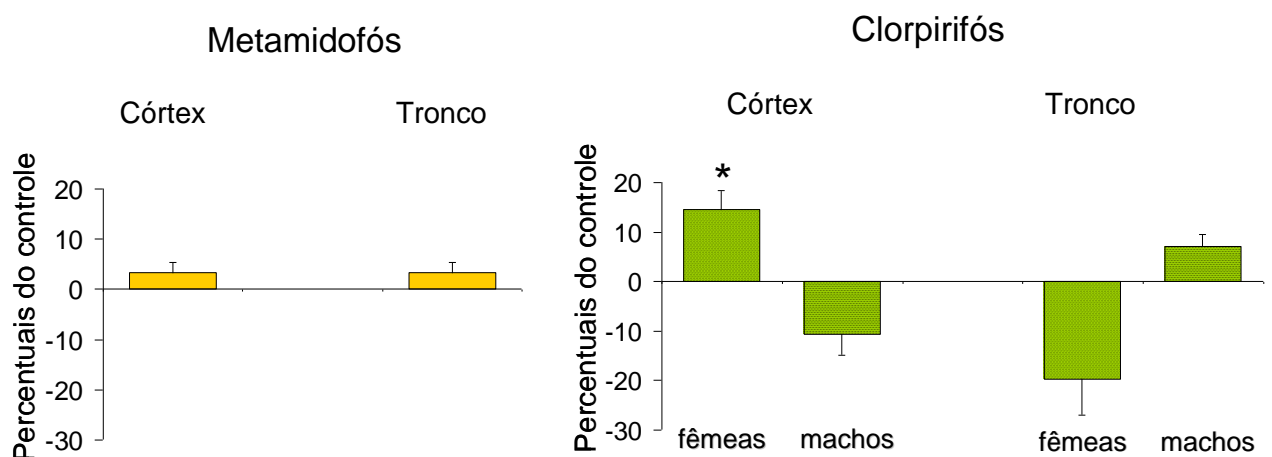 Metamidofós
Córtex Tronco
Percentuais do controle
20
10
0
-10
-20
-30
Clorpirifós
Córtex Tronco
Percentuais do controle
*
20
10
0
-10
-20
-30
fêmeas machos fêmeas machos